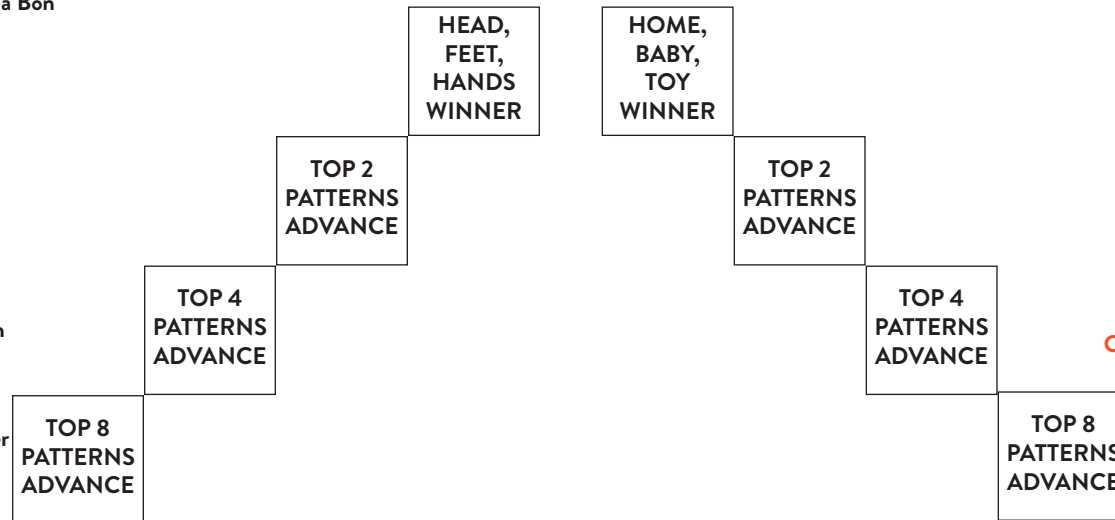 a Bon
HEAD,
FEET,
HANDS
WINNER
HOME,
BABY,
TOY
WINNER
TOP 2
PATTERNS
ADVANCE
TOP 2
PATTERNS
ADVANCE
TOP 4
PATTERNS
ADVANCE
TOP 4
PATTERNS
ADVANCE
TOP 8
PATTERNS
ADVANCE
TOP 8
PATTERNS
ADVANCE